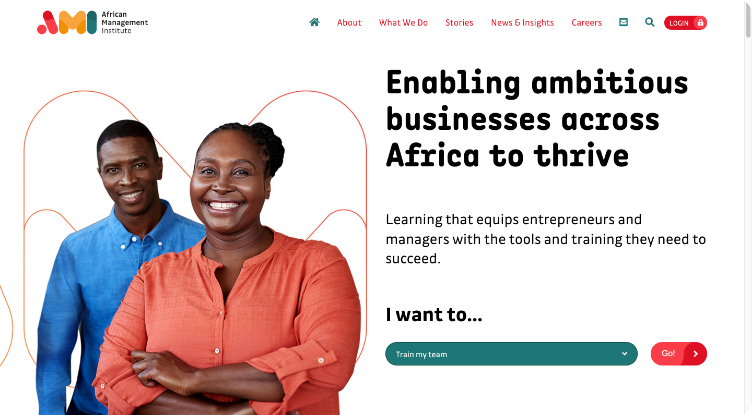 AMI
African
Management
Institute
About
What We Do
Stories
News & Insights
Careers
LOGIN
Enabling ambitious
businesses across
Africa to thrive
Learning that equips entrepreneurs and
managers with the tools and training they need to
succeed.
I want to...
Train my team
Go!